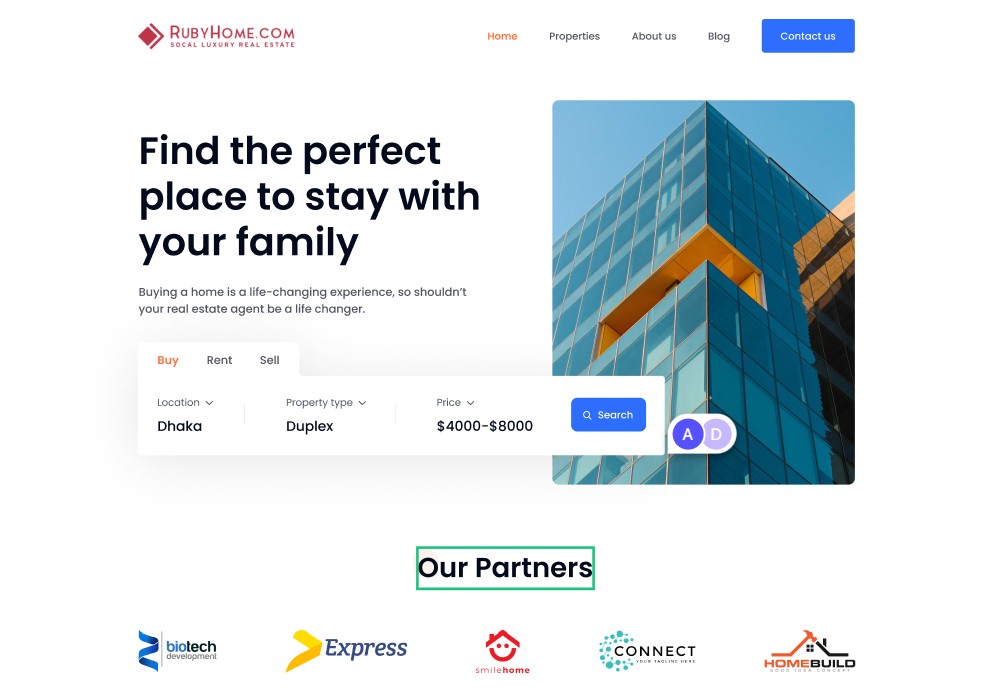 RUBYHOME.COM
SOCAL LUXURY REAL ESTATE
Home Properties About us Blog Contact us
Find the perfect
place to stay with
your family
Buying a home is a life-changing experience, so shouldn't
your real estate agent be a life changer.
Buy Rent Sell
Location Property type Price
Dhaka Duplex $4000-$8000
Search
A D
Our Partners
biotech
development
Express
smilehome
CONNECT
YOUR TAGLINE HERE
HOMEBUILD
GOOD IDEA CONCEPT